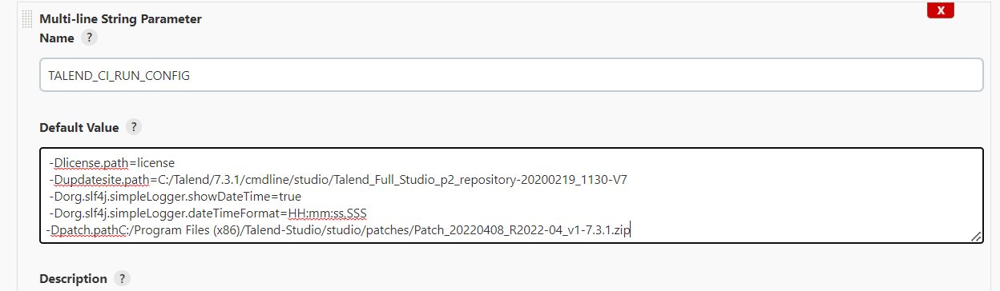 X
Multi-line String Parameter
Name ?
TALEND_CI_RUN_CONFIG
Default Value ?
-Dlicense.path=license
-Dupdatesite.path=C:/Talend/7.3.1/cmdline/studio/Talend_Full_Studio_p2_repository-20200219_1130-V7
-Dorg.slf4j.simpleLogger.showDateTime=true
-Dorg.slf4j.simpleLogger.dateTimeFormat=HH:mm:ss,SSS
-Dpatch.pathC:/Program Files (x86)/Talend-Studio/studio/patches/Patch_20220408_R2022-04_v1-7.3.1.zip
Description ?